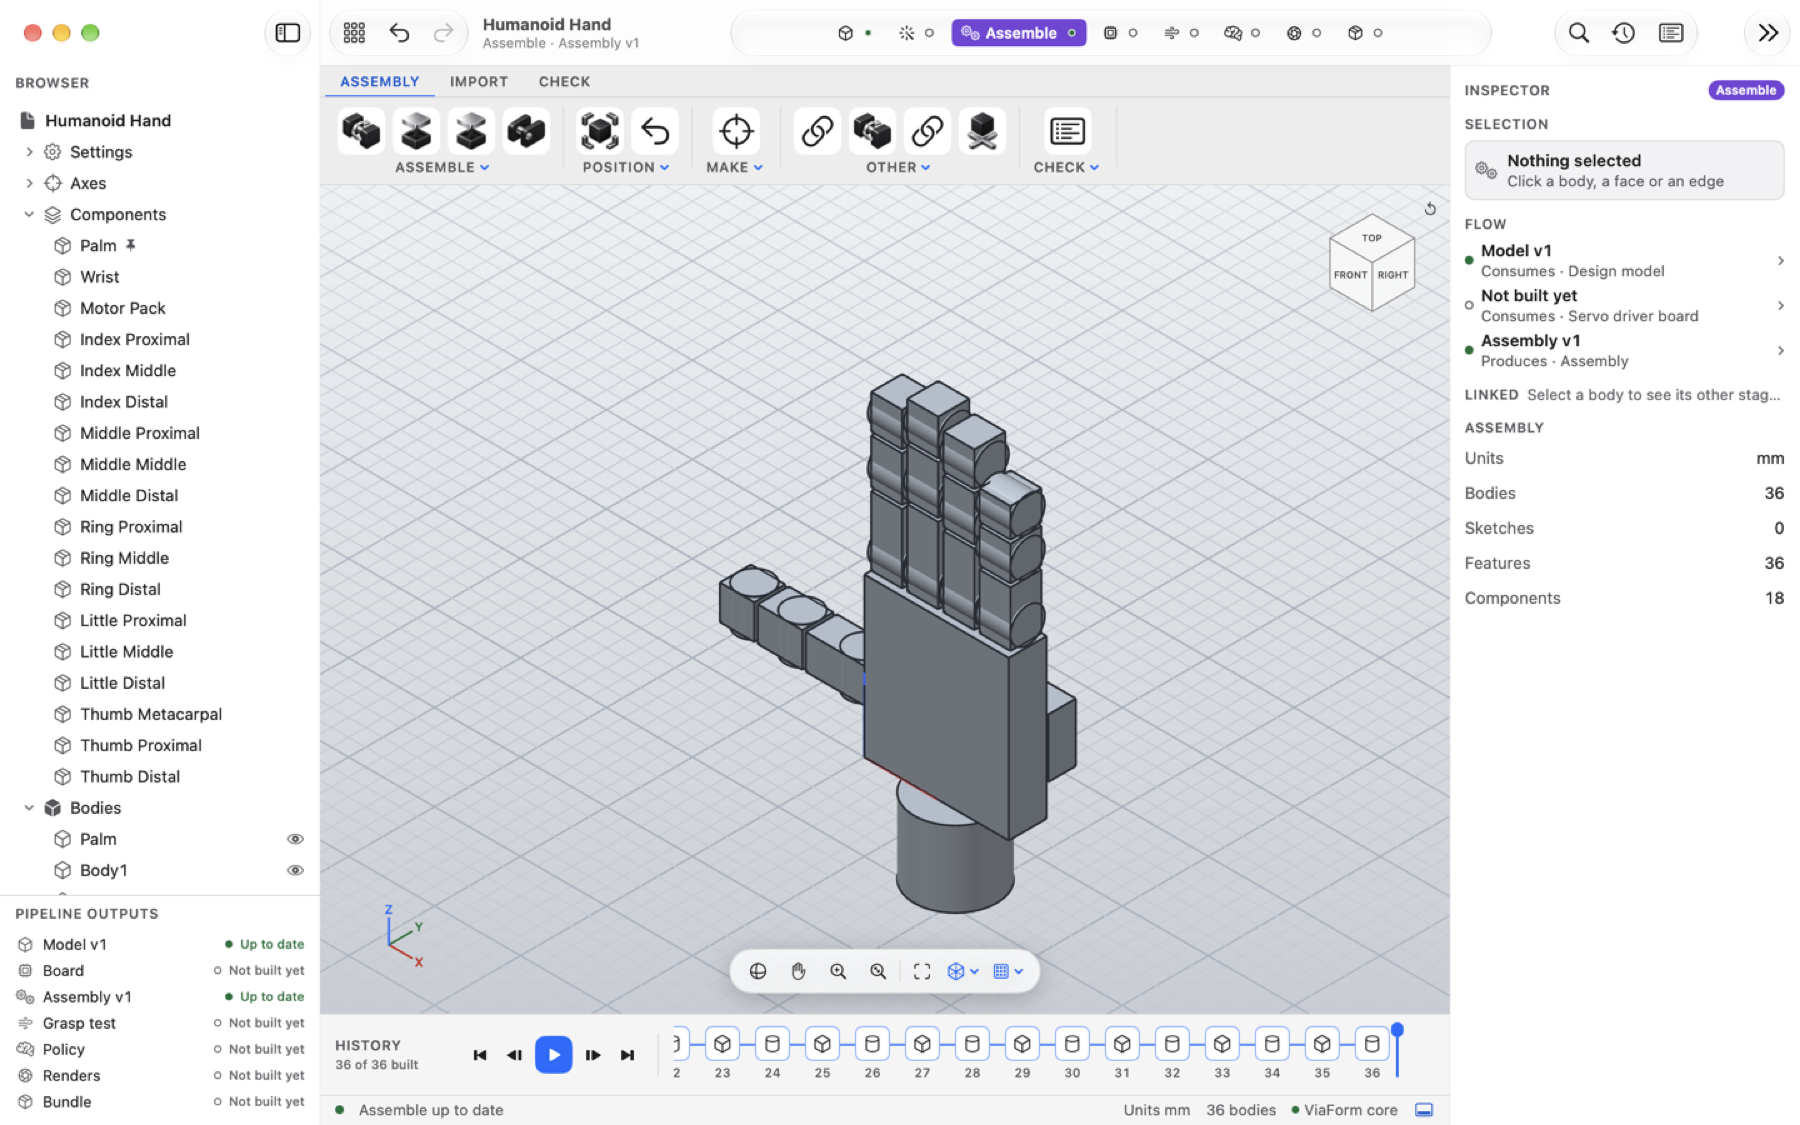 Humanoid Hand
Assemble · Assembly v1
Assemble
BROWSER
Humanoid Hand
Settings
Axes
Components
Palm
Wrist
Motor Pack
Index Proximal
Index Middle
Index Distal
Middle Proximal
Middle Middle
Middle Distal
Ring Proximal
Ring Middle
Ring Distal
Little Proximal
Little Middle
Little Distal
Thumb Metacarpal
Thumb Proximal
Thumb Distal
Bodies
Palm
Body1
PIPELINE OUTPUTS
Model v1 Up to date
Board Not built yet
Assembly v1 Up to date
Grasp test Not built yet
Policy Not built yet
Renders Not built yet
Bundle Not built yet
ASSEMBLY IMPORT CHECK
ASSEMBLE POSITION MAKE OTHER CHECK
TOP
FRONT RIGHT
Z
Y
X
HISTORY
36 of 36 built
2 23 24 25 26 27 28 29 30 31 32 33 34 35 36
Assemble up to date
Units mm 36 bodies ViaForm core
INSPECTOR Assemble
SELECTION
Nothing selected
Click a body, a face or an edge
FLOW
Model v1
Consumes · Design model
Not built yet
Consumes · Servo driver board
Assembly v1
Produces · Assembly
LINKED Select a body to see its other stag...
ASSEMBLY
Units mm
Bodies 36
Sketches 0
Features 36
Components 18